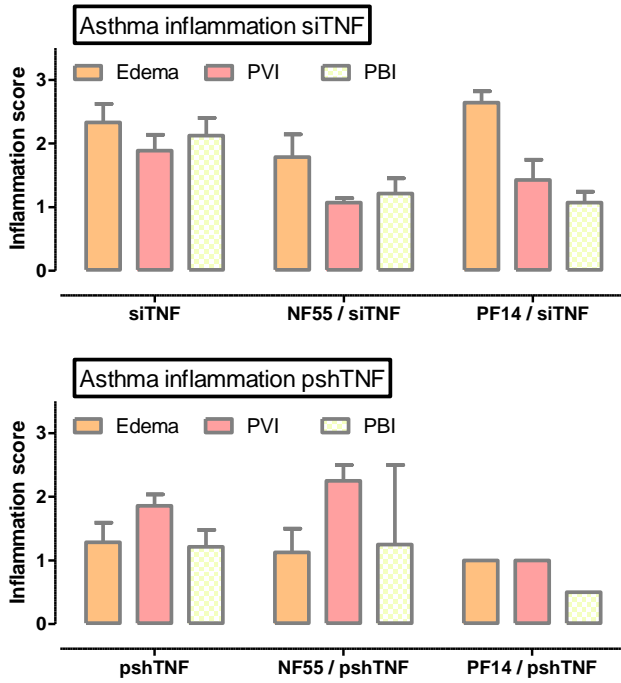 Asthma inflammation siTNF
Edema PVI PBI
Inflammation score
3
2
1
0
siTNF NF55 / siTNF PF14 / siTNF
Asthma inflammation pshTNF
Edema PVI PBI
Inflammation score
3
2
1
0
pshTNF NF55 / pshTNF PF14 / pshTNF